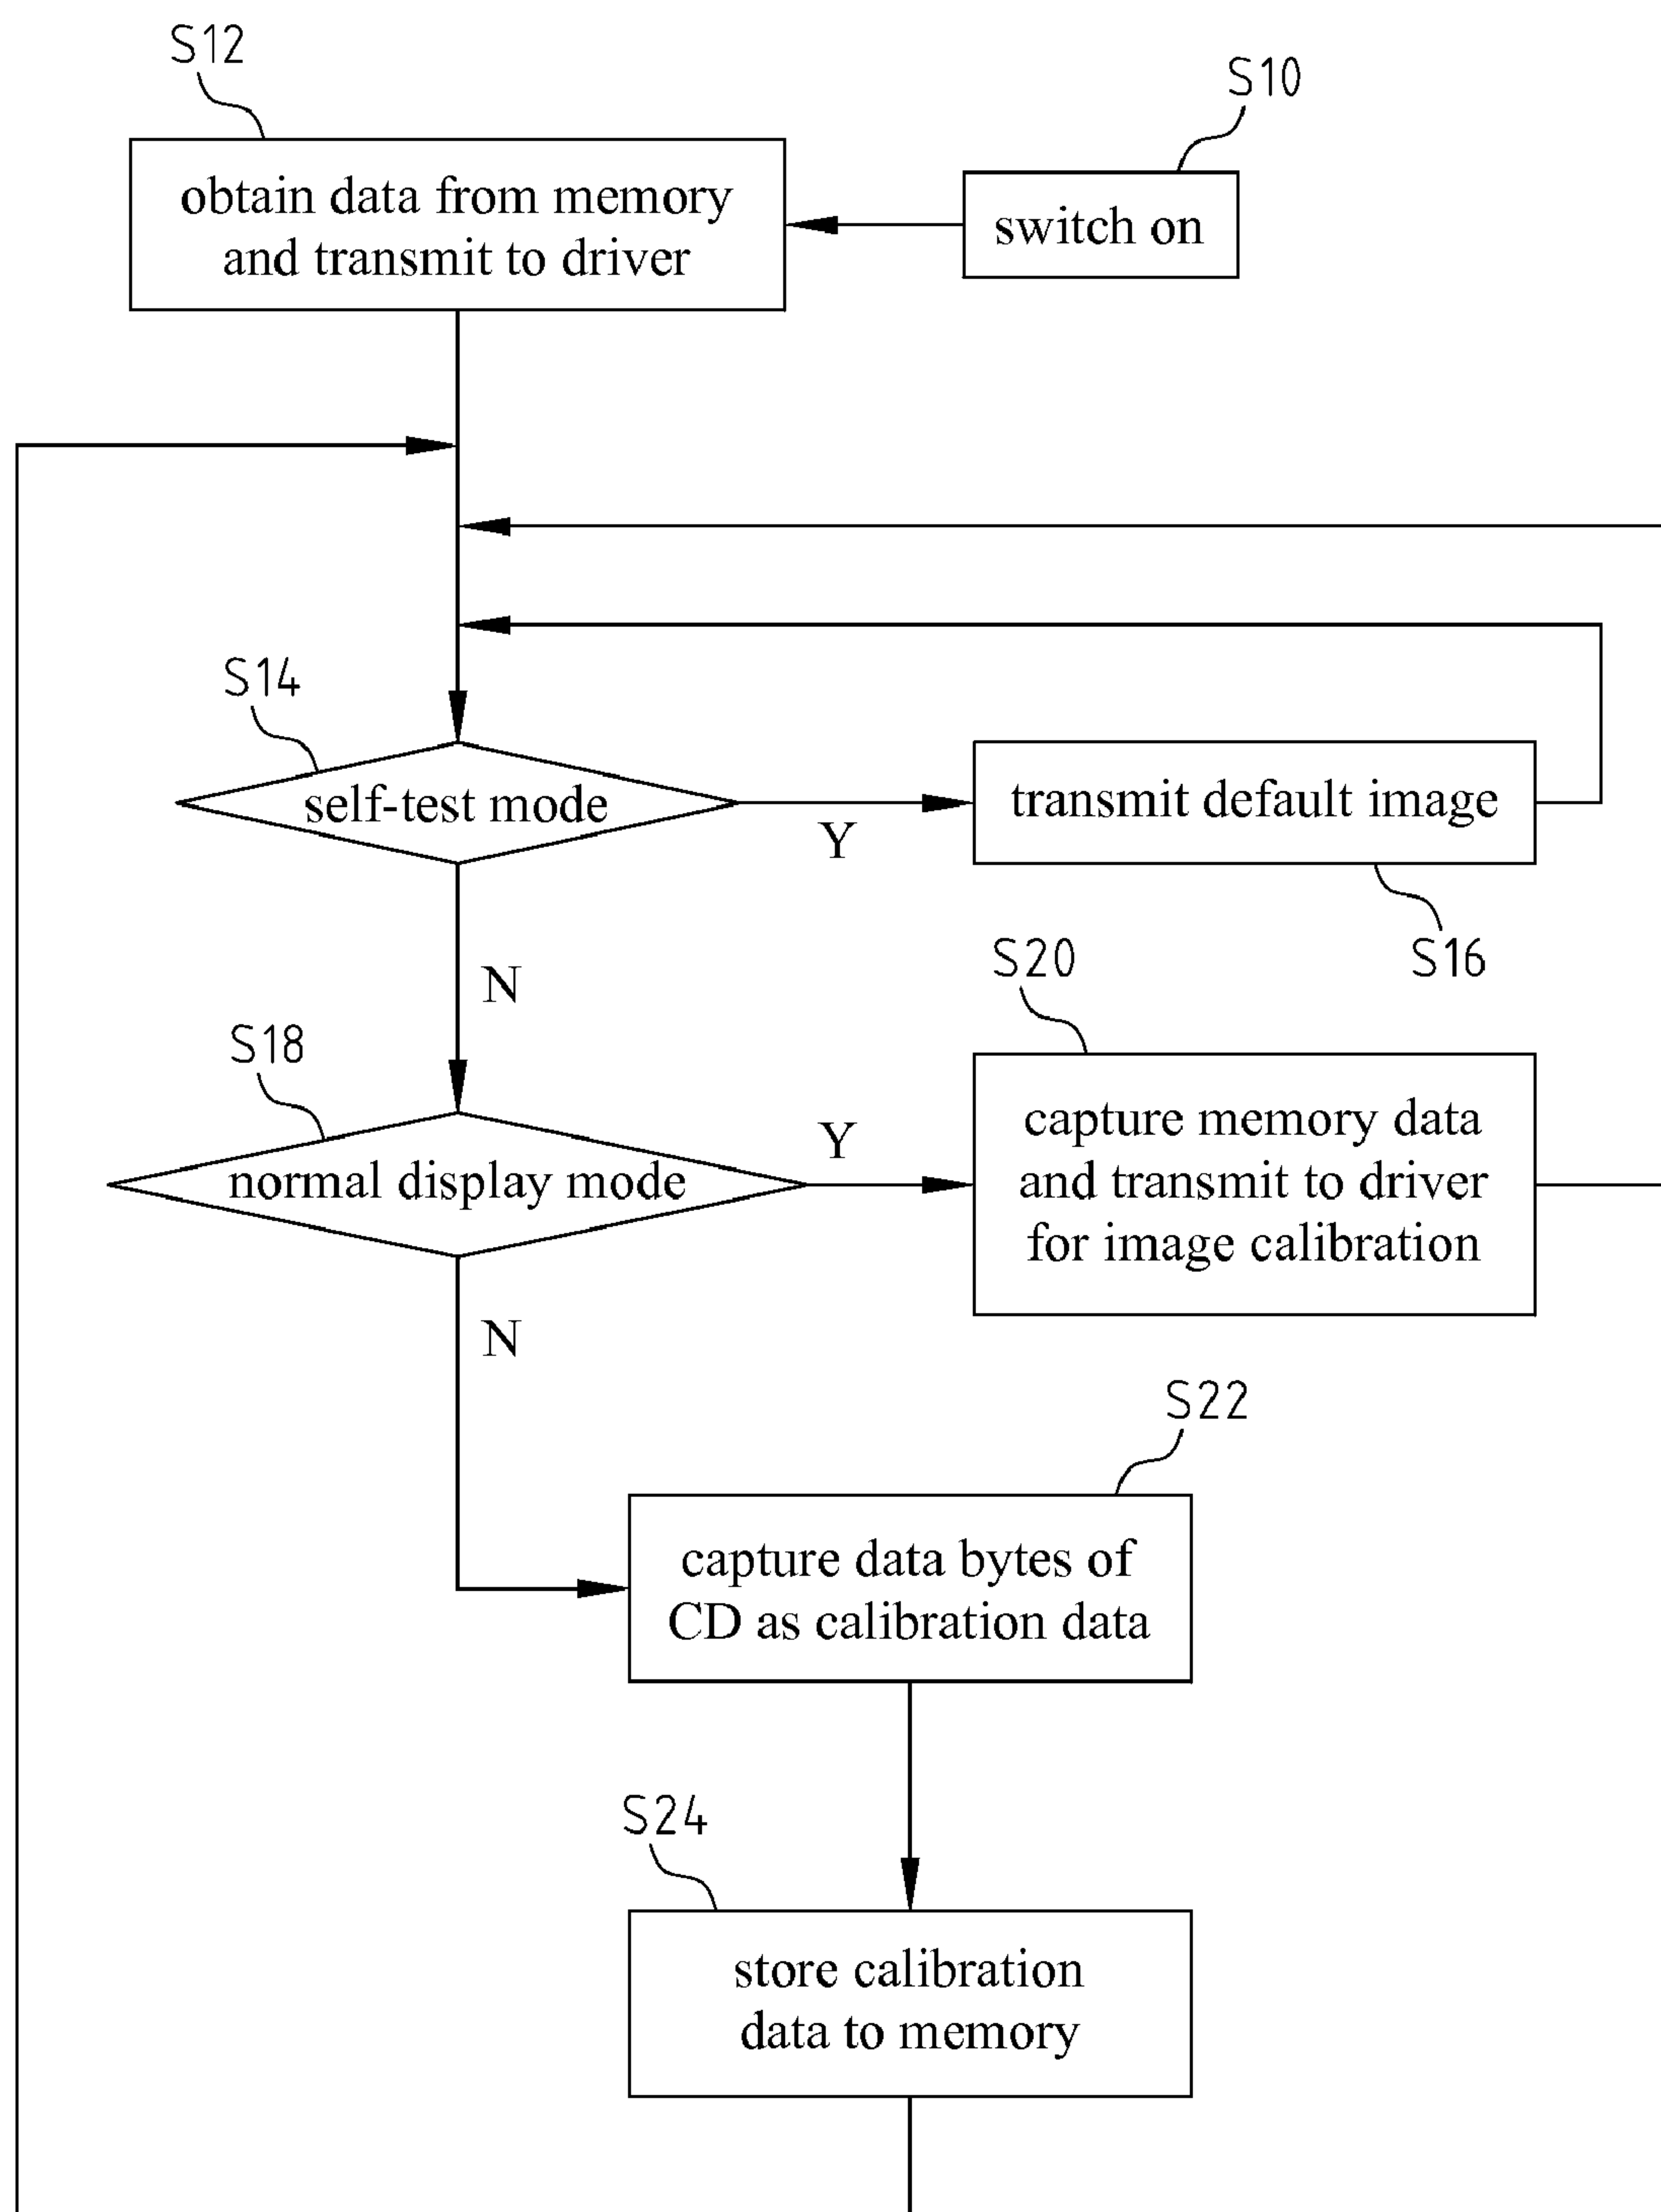 S12
S10
obtain data from memory
and transmit to driver
switch on
S14
self-test mode
Y
transmit default image
S16
N
S20
S18
normal display mode
Y
capture memory data
and transmit to driver
for image calibration
N
S22
capture data bytes of
CD as calibration data
S24
store calibration
data to memory